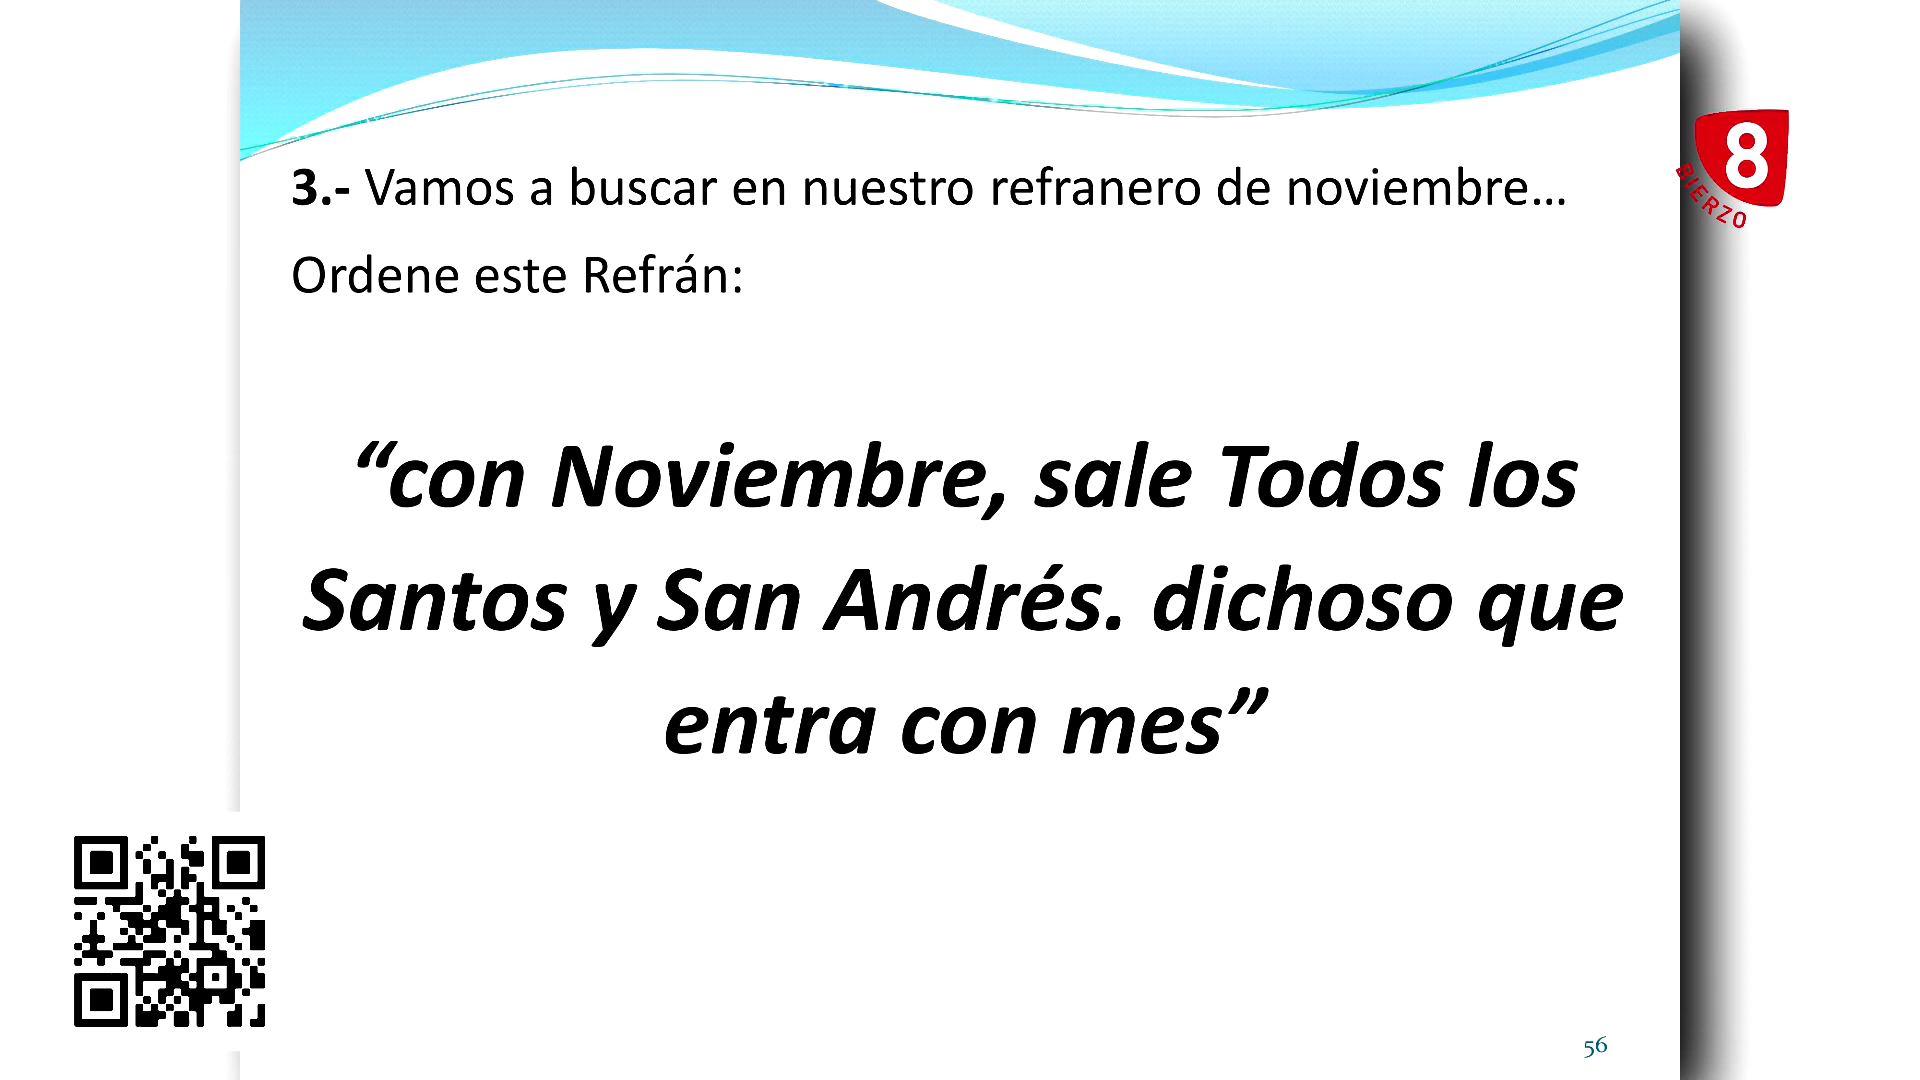 3.- Vamos a buscar en nuestro refranero de noviembre…
Ordene este Refrán:
“con Noviembre, sale Todos los
Santos y San Andrés. dichoso que
entra con mes”
8
BIERZO
56